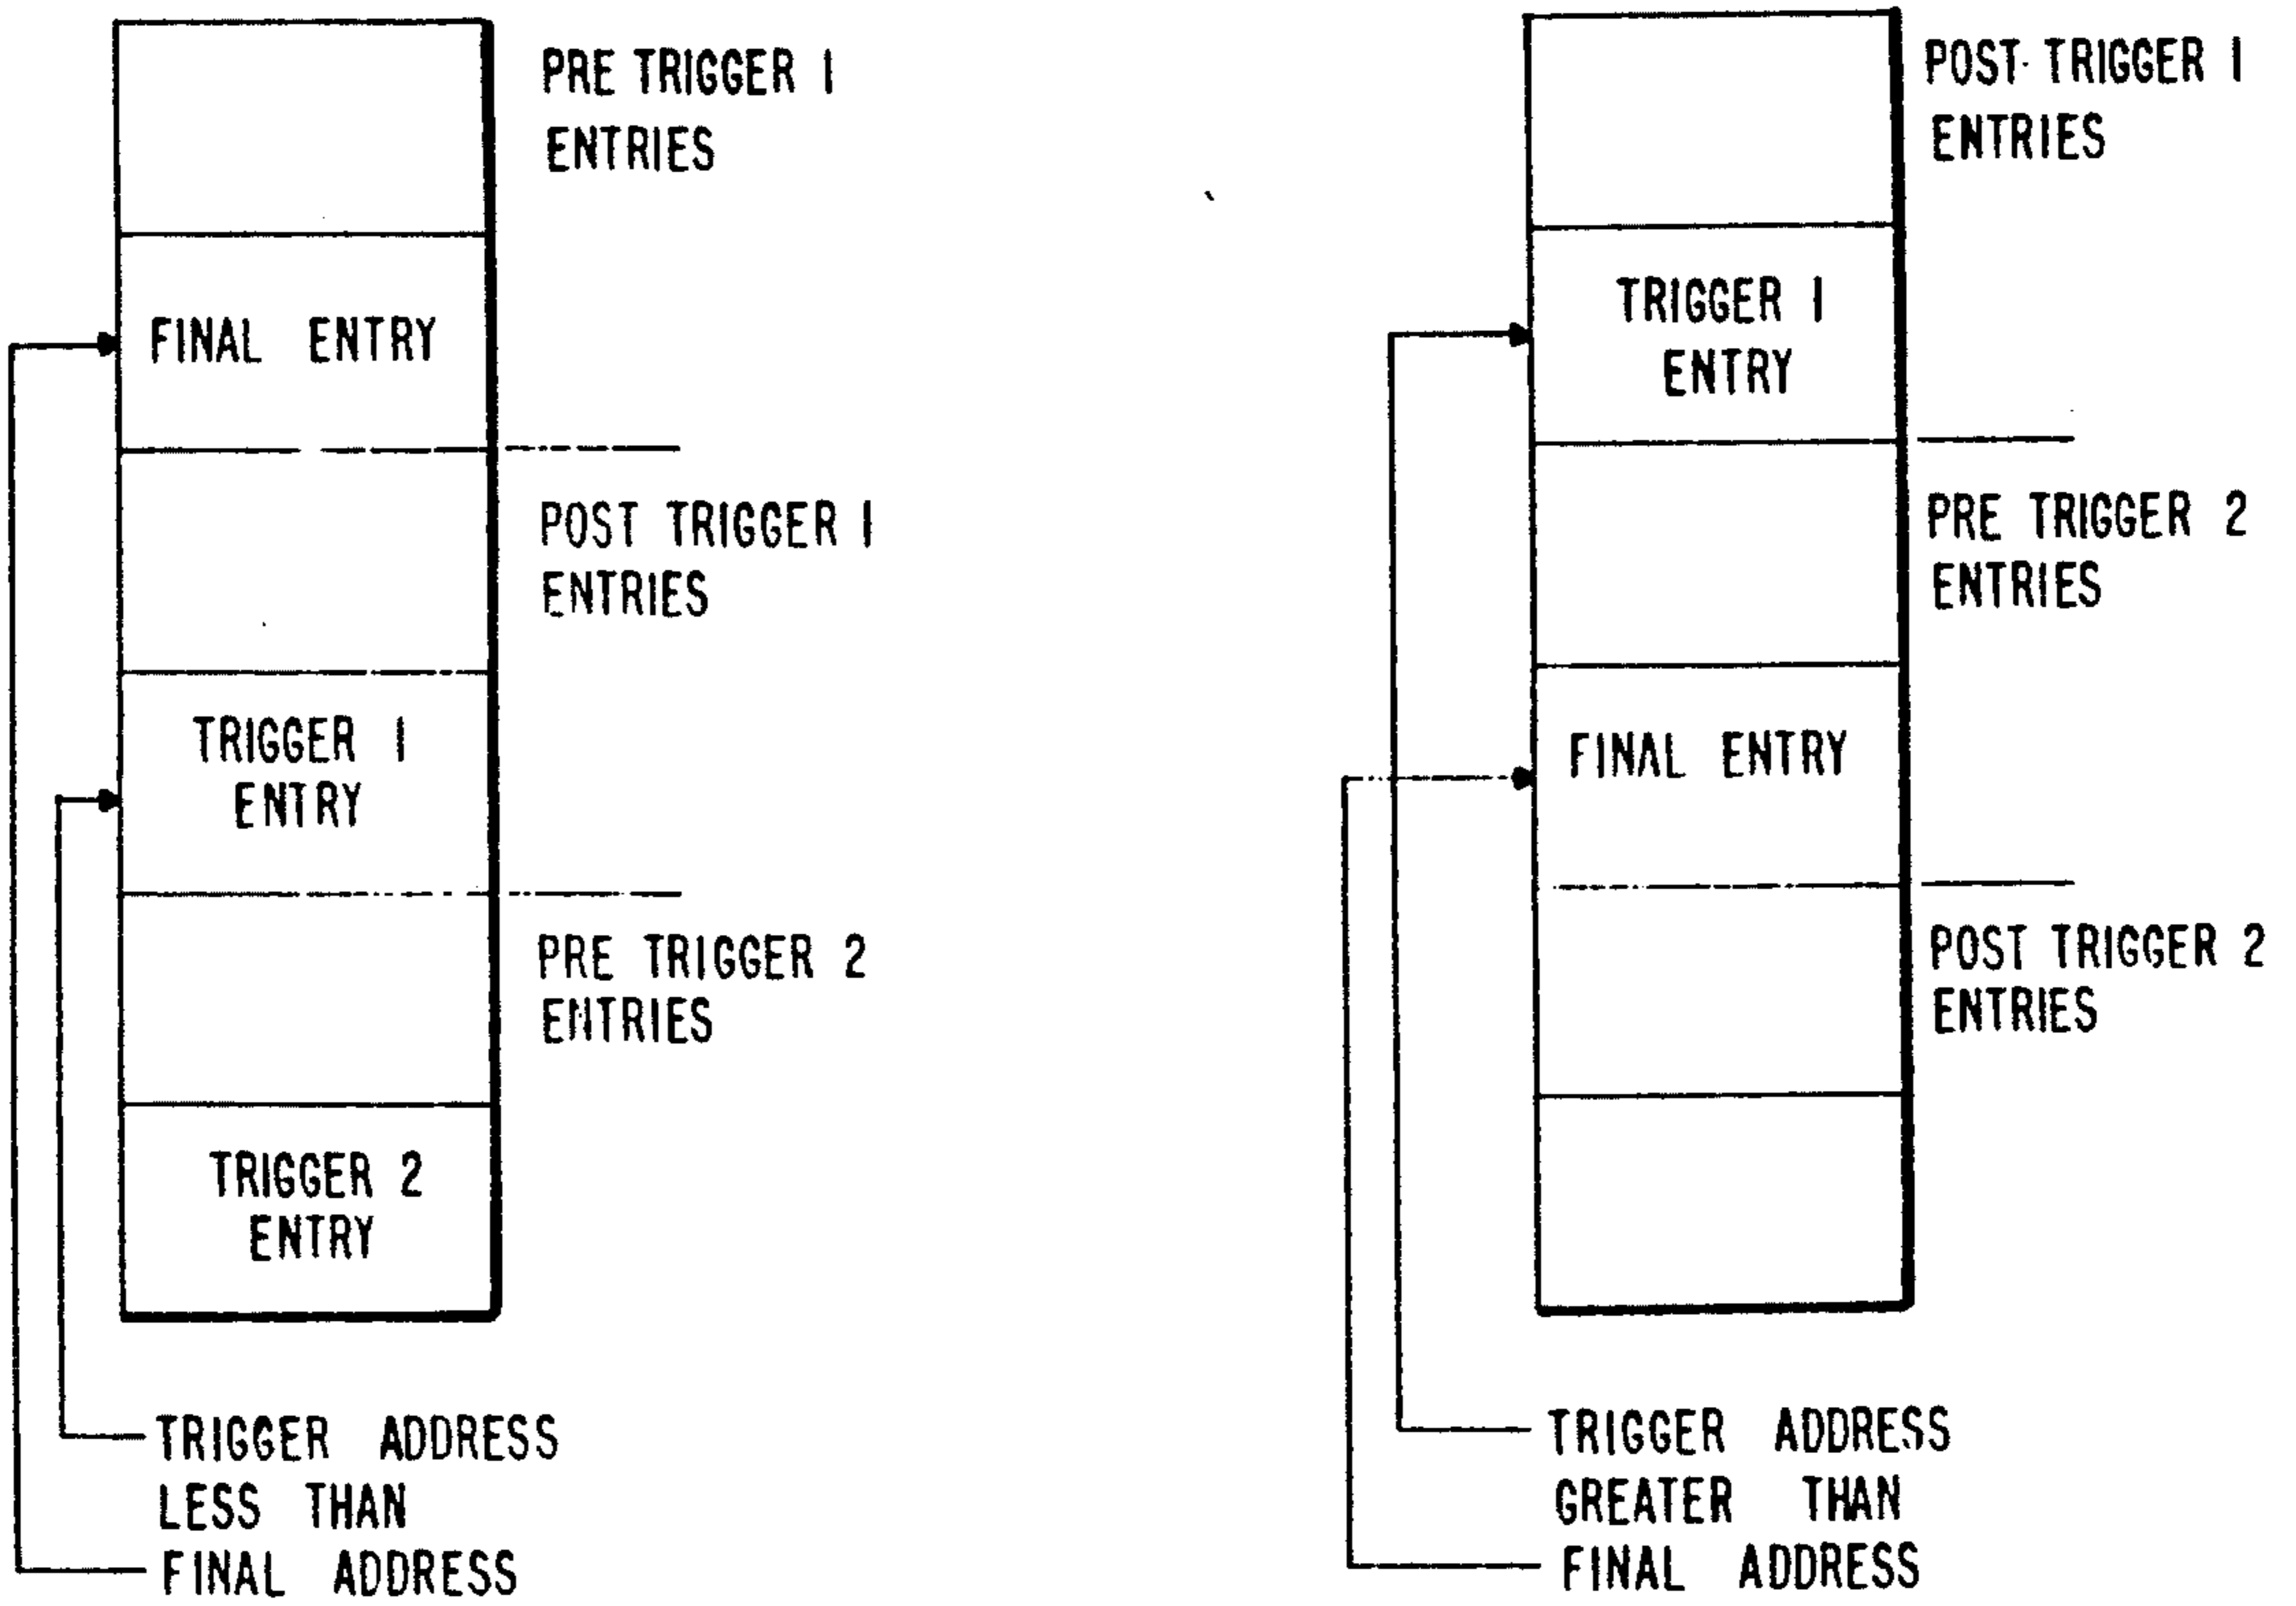 PRE TRIGGER 1
ENTRIES
FINAL ENTRY
POST TRIGGER 1
ENTRIES
TRIGGER 1
ENTRY
PRE TRIGGER 2
ENTRIES
TRIGGER 2
ENTRY
TRIGGER ADDRESS
LESS THAN
FINAL ADDRESS
POST TRIGGER 1
ENTRIES
TRIGGER 1
ENTRY
PRE TRIGGER 2
ENTRIES
FINAL ENTRY
POST TRIGGER 2
ENTRIES
TRIGGER ADDRESS
GREATER THAN
FINAL ADDRESS